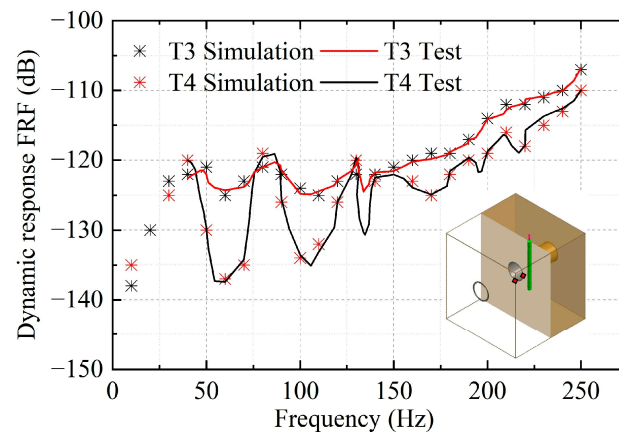 −100
−110
−120
−130
−140
−150
Dynamic response FRF (dB)
T3 Simulation T3 Test
T4 Simulation T4 Test
0 50 100 150 200 250
Frequency (Hz)